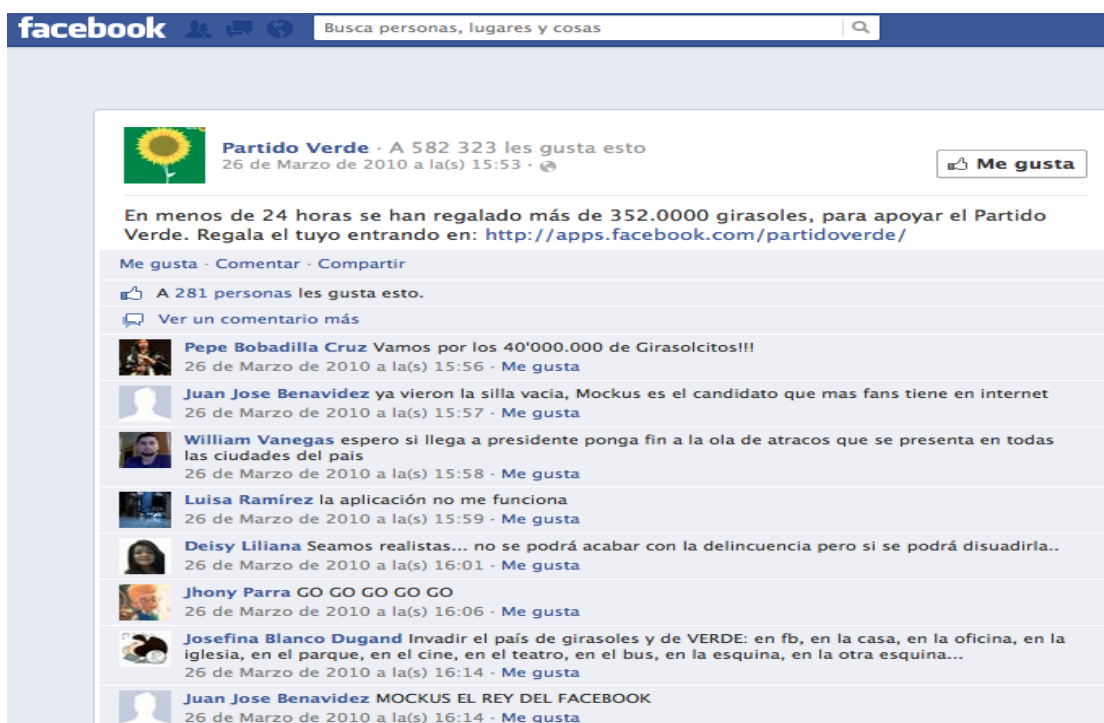 facebook
Busca personas, lugares y cosas
Partido Verde · A 582 323 les gusta esto
26 de Marzo de 2010 a la(s) 15:53 ·
Me gusta
En menos de 24 horas se han regalado más de 352.0000 girasoles, para apoyar el Partido
Verde. Regala el tuyo entrando en: http://apps.facebook.com/partidoverde/
Me gusta · Comentar · Compartir
A 281 personas les gusta esto.
Ver un comentario más
Pepe Bobadilla Cruz Vamos por los 40'000.000 de Girasolcitos!!!
26 de Marzo de 2010 a la(s) 15:56 · Me gusta
Juan Jose Benavidez ya vieron la silla vacia, Mockus es el candidato que mas fans tiene en internet
26 de Marzo de 2010 a la(s) 15:57 · Me gusta
William Vanegas espero si llega a presidente ponga fin a la ola de atracos que se presenta en todas
las ciudades del pais
26 de Marzo de 2010 a la(s) 15:58 · Me gusta
Luisa Ramírez la aplicación no me funciona
26 de Marzo de 2010 a la(s) 15:59 · Me gusta
Deisy Liliana Seamos realistas... no se podrá acabar con la delincuencia pero si se podrá disuadirla..
26 de Marzo de 2010 a la(s) 16:01 · Me gusta
Jhony Parra GO GO GO GO GO
26 de Marzo de 2010 a la(s) 16:06 · Me gusta
Josefina Blanco Dugand Invadir el país de girasoles y de VERDE: en fb, en la casa, en la oficina, en la
iglesia, en el parque, en el cine, en el teatro, en el bus, en la esquina, en la otra esquina...
26 de Marzo de 2010 a la(s) 16:14 · Me gusta
Juan Jose Benavidez MOCKUS EL REY DEL FACEBOOK
26 de Marzo de 2010 a la(s) 16:14 · Me gusta